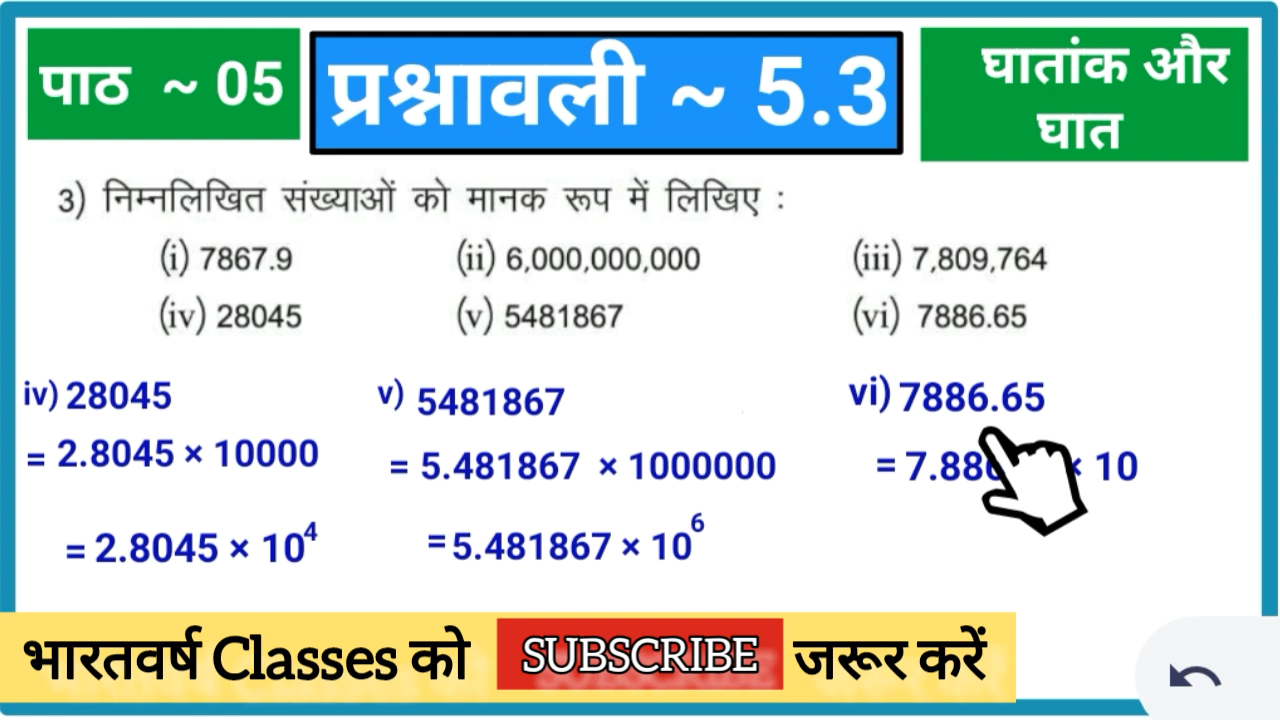 पाठ ~ 05
प्रश्नावली ~ 5.3
घातांक और
घात
3) निम्नलिखित संख्याओं को मानक रूप में लिखिए :
(i) 7867.9 (ii) 6,000,000,000 (iii) 7,809,764
(iv) 28045 (v) 5481867 (vi) 7886.65
iv) 28045
= 2.8045 × 10000
= 2.8045 × 10⁴
v) 5481867
= 5.481867 × 1000000
= 5.481867 × 10⁶
vi) 7886.65
= 7.88 × 10
भारतवर्ष Classes को SUBSCRIBE जरूर करें